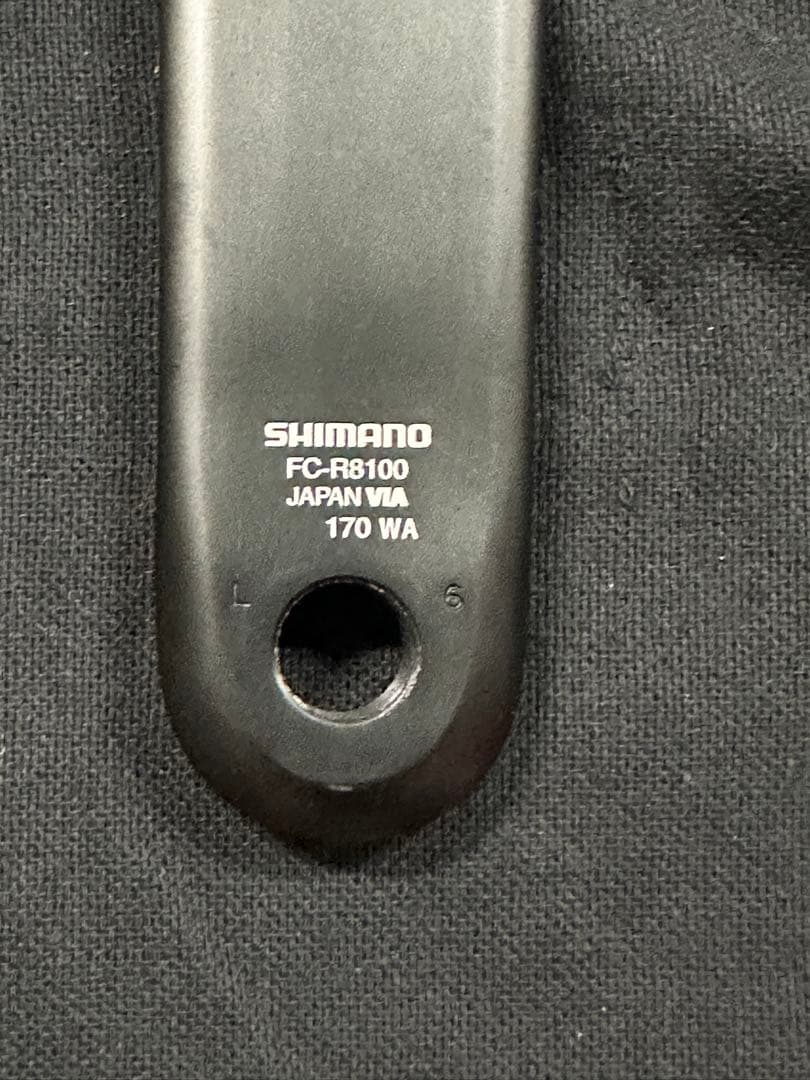 SHIMANO
FC-R8100
JAPAN VIA
170 WA
L 6